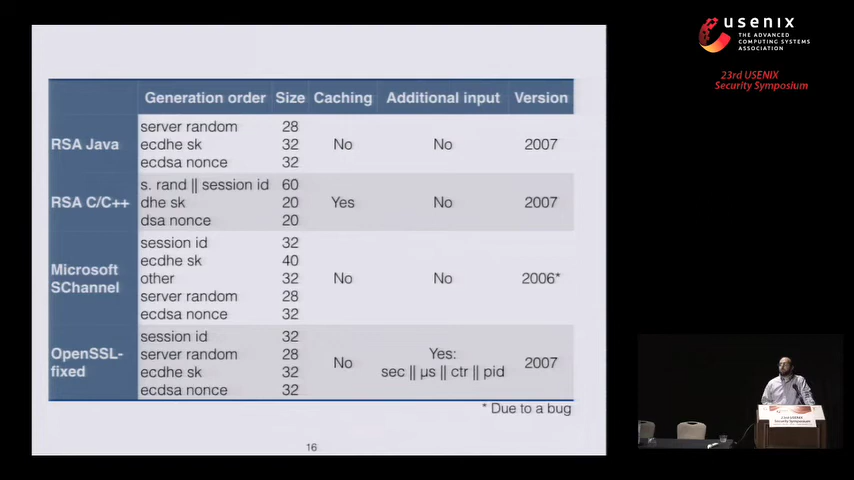 usenix
THE ADVANCED
COMPUTING SYSTEMS
ASSOCIATION
23rd USENIX
Security Symposium
Generation order Size Caching Additional input Version
RSA Java
server random 28
ecdhe sk 32
ecdsa nonce 32
No No 2007
RSA C/C++
s. rand || session id 60
dhe sk 20
dsa nonce 20
Yes No 2007
Microsoft
SChannel
session id 32
ecdhe sk 40
other 32
server random 28
ecdsa nonce 32
No No 2006*
OpenSSL-
fixed
session id 32
server random 28
ecdhe sk 32
ecdsa nonce 32
No
Yes:
sec || μs || ctr || pid
2007
* Due to a bug
16
23rd USENIX
Security Symposium